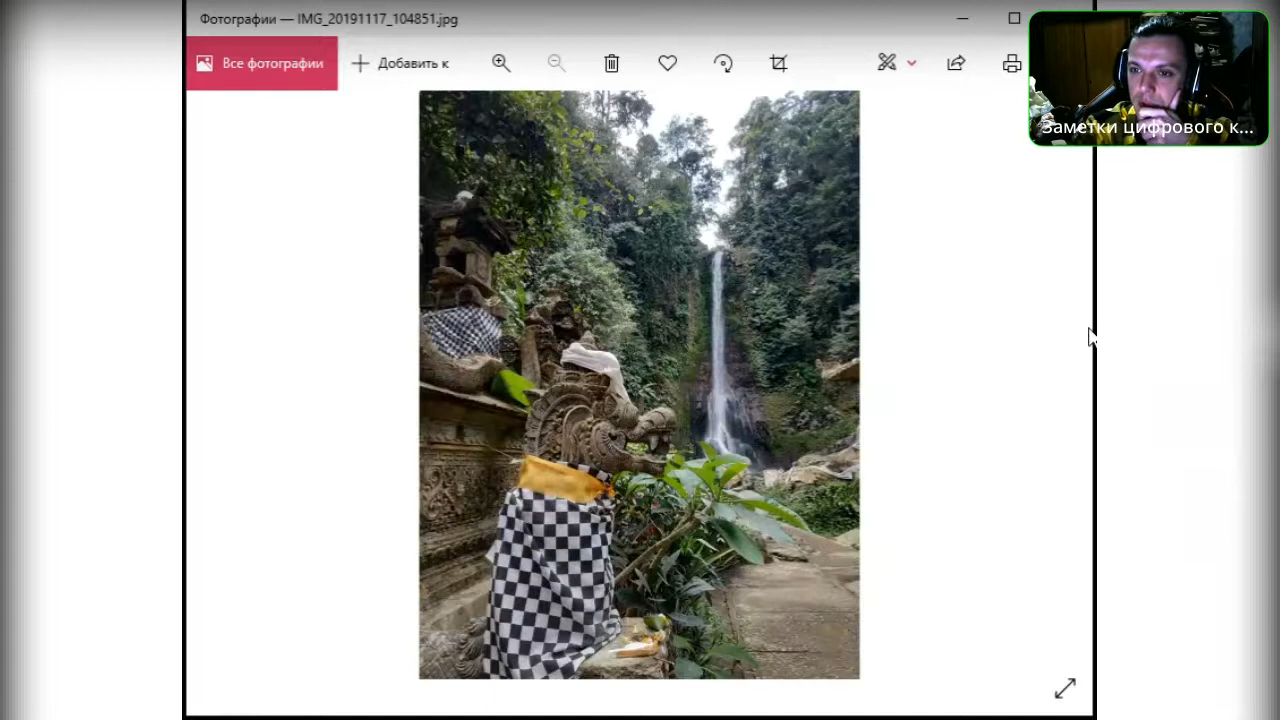 Фотографии — IMG_20191117_104851.jpg
Все фотографии
Добавить к
Заметки цифрового к...